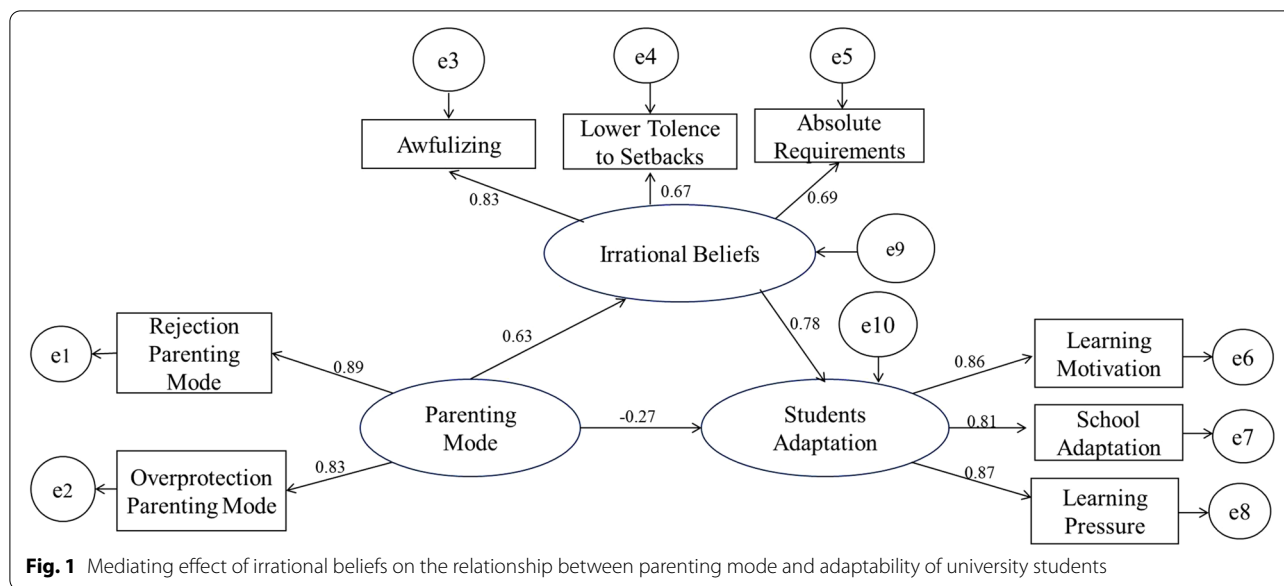 e3
e4
e5
Awfulizing
Lower Tolence
to Setbacks
Absolute
Requirements
0.83
0.67
0.69
Irrational Beliefs
e9
0.63
0.78
e10
e1
Rejection
Parenting
Mode
0.89
Parenting
Mode
-0.27
Students
Adaptation
0.86
Learning
Motivation
e6
0.81
School
Adaptation
e7
e2
Overprotection
Parenting Mode
0.83
0.87
Learning
Pressure
e8
Fig. 1 Mediating effect of irrational beliefs on the relationship between parenting mode and adaptability of university students